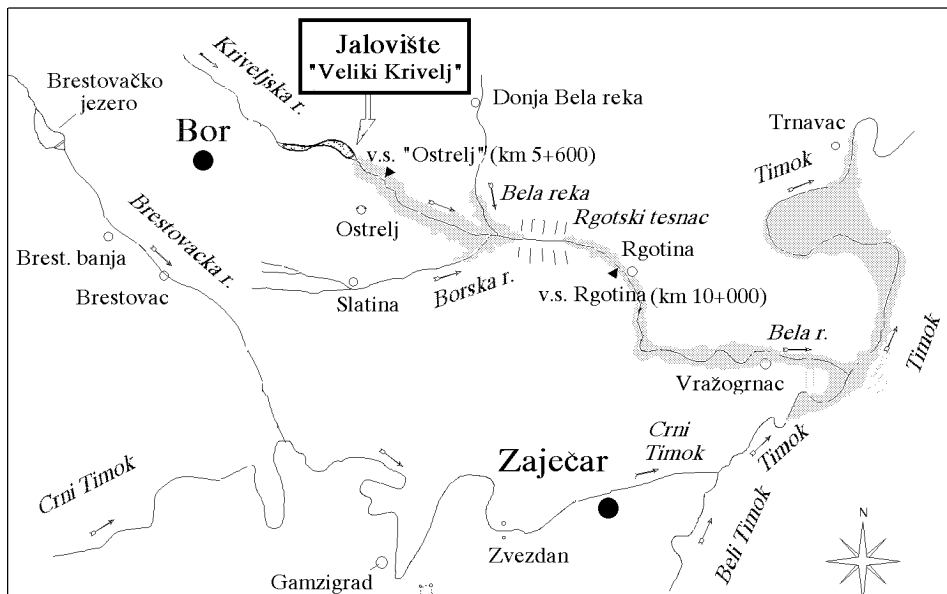 Jalovište
"Veliki Krivelj"
Kriveljska r.
Brestovačko
jezero
Bor
Donja Bela reka
Trnavac
v.s. "Ostrelj" (km 5+600)
Timok
Bela reka
Ostrelj
Rgotski tesnac
Brestovacka r.
Brest. banja
Rgotina
Brestovac
Slatina
Borska r.
v.s. Rgotina (km 10+000)
Bela r.
Timok
Vražogrnac
Crni
Timok
Timok
Zaječar
Crni Timok
Beli Timok
Zvezdan
Gamzigrad
N